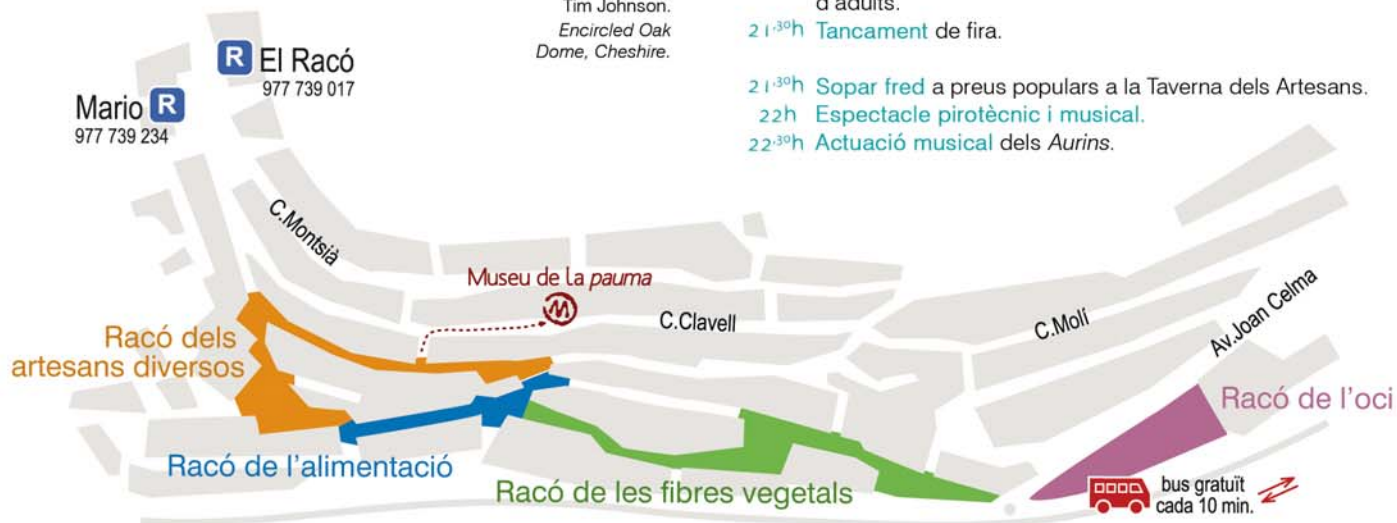 Tim Johnson.
Encircled Oak
Dome, Cheshire.
d'adults.
21.30h Tancament de fira.
21.30h Sopar fred a preus populars a la Taverna dels Artesans.
22h Espectacle pirotècnic i musical.
22.30h Actuació musical dels Aurins.
R El Racó
977 739 017
Mario R
977 739 234
C.Montsià
Museu de la pauma
M
C.Clavell
C.Molí
Av.Joan Celma
Racó dels
artesans diversos
Racó de l'oci
Racó de l'alimentació
Racó de les fibres vegetals
bus gratuït
cada 10 min.